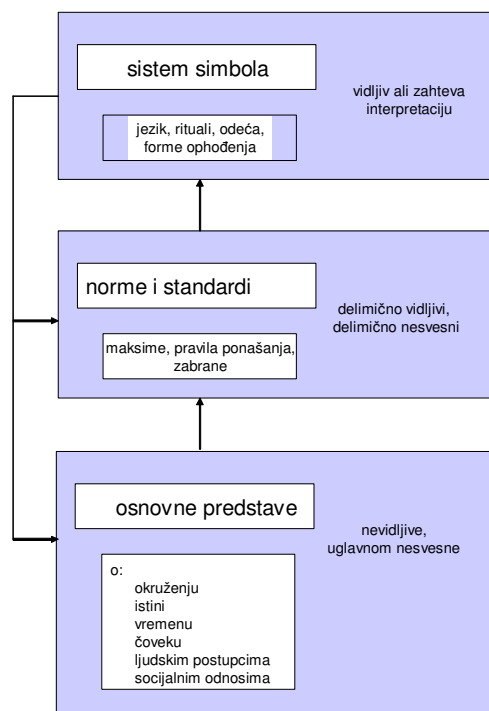 sistem simbola
vidljiv ali zahteva
interpretaciju
jezik, rituali, odeća,
forme ophođenja
norme i standardi
delimično vidljivi,
delimično nesvesni
maksime, pravila ponašanja,
zabrane
osnovne predstave
nevidljive,
uglavnom nesvesne
o:
okruženju
istini
vremenu
čoveku
ljudskim postupcima
socijalnim odnosima